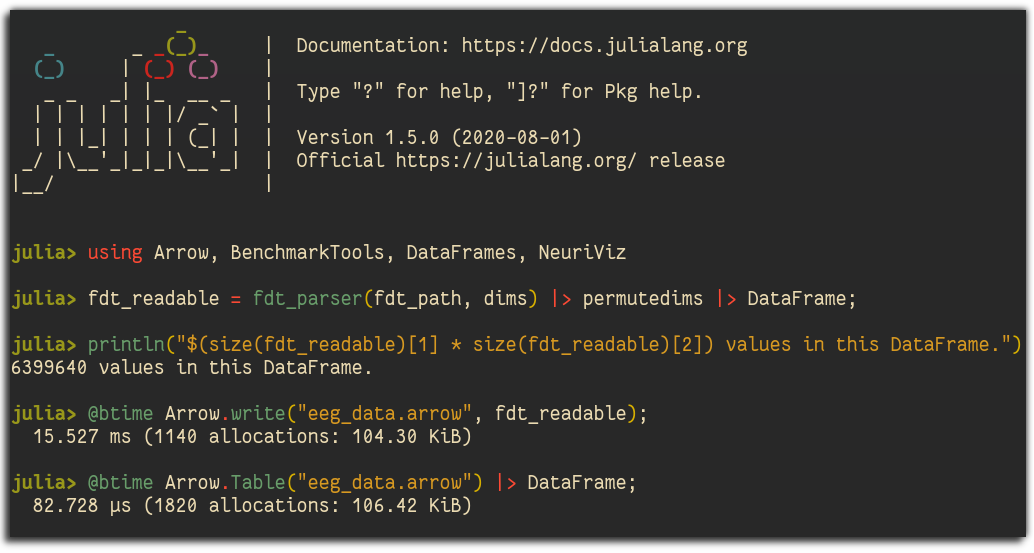 Documentation: https://docs.julialang.org
Type "?" for help, "]?" for Pkg help.
julia
Version 1.5.0 (2020-08-01)
Official https://julialang.org/ release
julia> using Arrow, BenchmarkTools, DataFrames, NeuriViz
julia> fdt_readable = fdt_parser(fdt_path, dims) |> permutedims |> DataFrame;
julia> println("$(size(fdt_readable)[1] * size(fdt_readable)[2]) values in this DataFrame.")
6399640 values in this DataFrame.
julia> @btime Arrow.write("eeg_data.arrow", fdt_readable);
15.527 ms (1140 allocations: 104.30 KiB)
julia> @btime Arrow.Table("eeg_data.arrow") |> DataFrame;
82.728 μs (1820 allocations: 106.42 KiB)